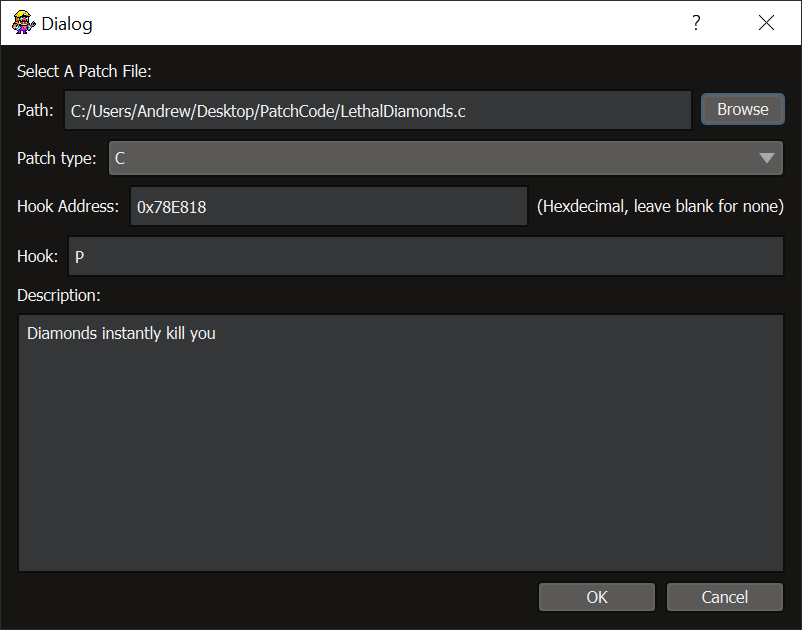 Dialog
?
Select A Patch File:
Path: C:/Users/Andrew/Desktop/PatchCode/LethalDiamonds.c Browse
Patch type: C
Hook Address: 0x78E818 (Hexdecimal, leave blank for none)
Hook: P
Description:
Diamonds instantly kill you
OK Cancel